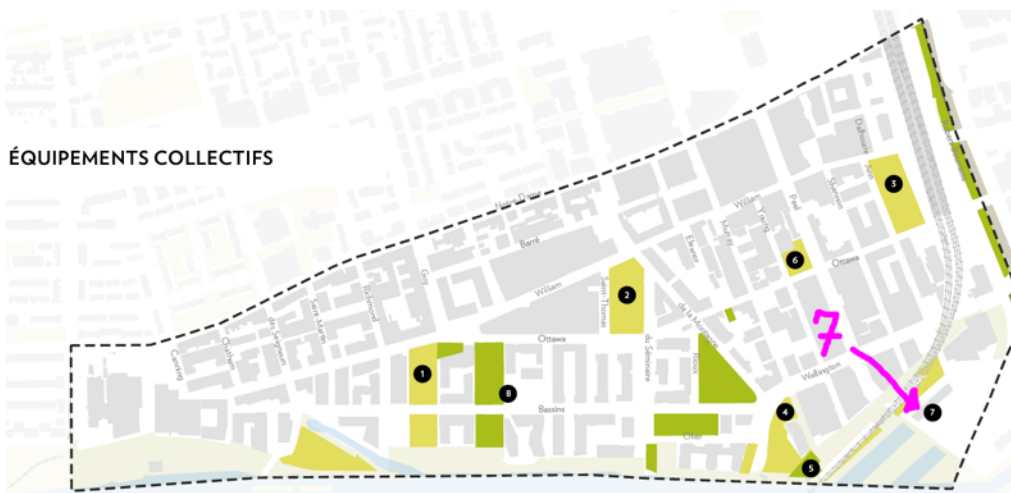 ÉQUIPEMENTS COLLECTIFS
Dalhousie
Ann
3
Notre Dame
William
Young
Peel
Shannon
Barré
Murray
Eleanor
6
Ottawa
Guy
William
Saint-Thomas
2
de la Montagne
7
Richmond
Saint-Martin
des Seigneurs
Chatham
Canning
Ottawa
du Séminaire
Rioux
Wellington
1
8
Bassins
4
7
Olier
5